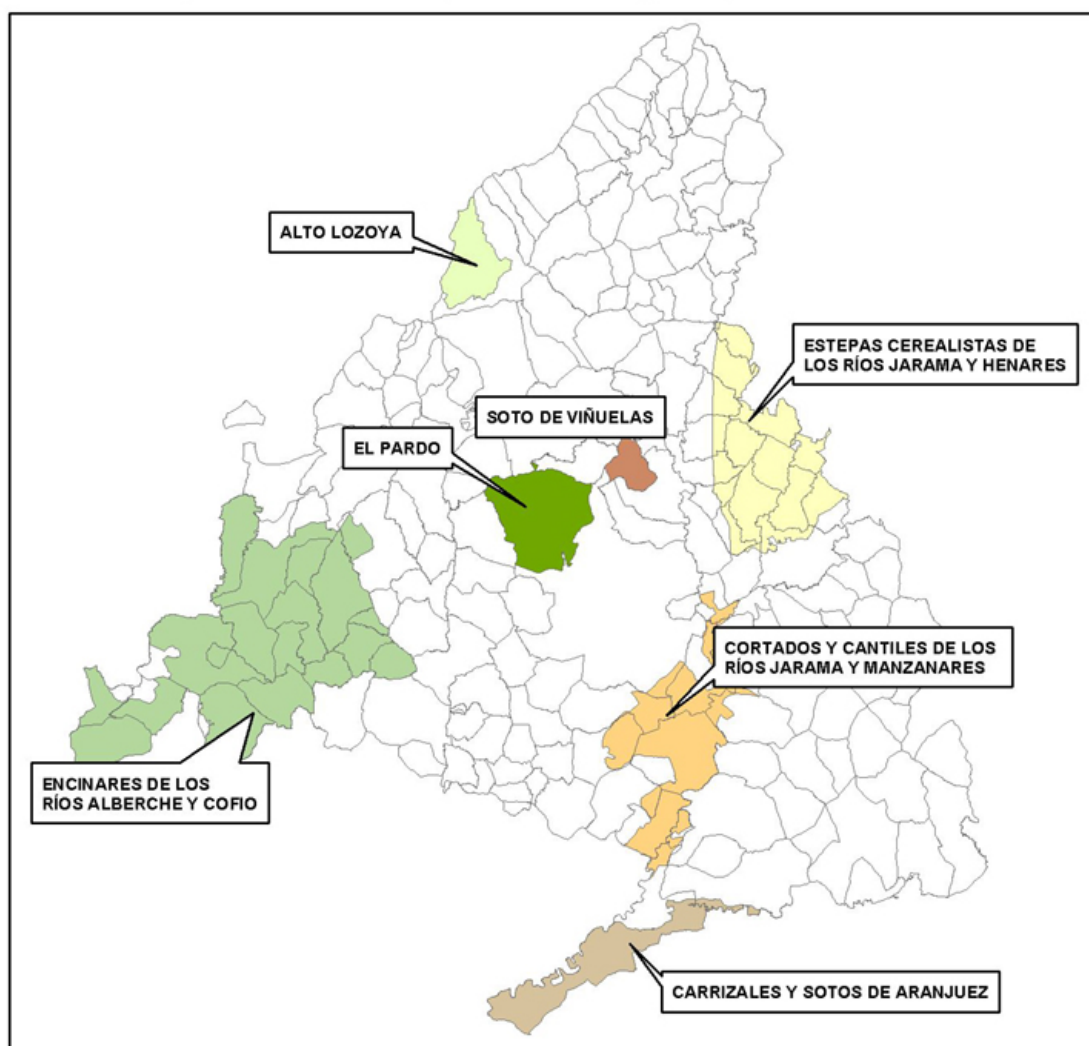 ALTO LOZOYA
ESTEPAS CEREALISTAS DE
LOS RÍOS JARAMA Y HENARES
SOTO DE VIÑUELAS
EL PARDO
CORTADOS Y CANTILES DE LOS
RÍOS JARAMA Y MANZANARES
ENCINARES DE LOS
RÍOS ALBERCHE Y COFIO
CARRIZALES Y SOTOS DE ARANJUEZ